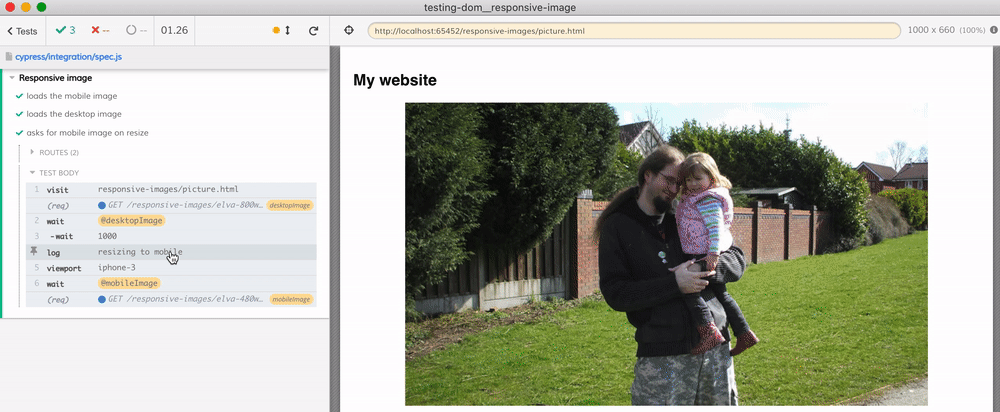 testing-dom__responsive-image
Tests 3 -- -- 01.26
http://localhost:65452/responsive-images/picture.html 1000 x 660 (100%)
cypress/integration/spec.js
Responsive image
loads the mobile image
loads the desktop image
asks for mobile image on resize
ROUTES (2)
TEST BODY
1 visit responsive-images/picture.html
(req) GET /responsive-images/elva-800w... desktopImage
2 wait @desktopImage
3 -wait 1000
log resizing to mobile
5 viewport iphone-3
6 wait @mobileImage
(req) GET /responsive-images/elva-480w... mobileImage
My website